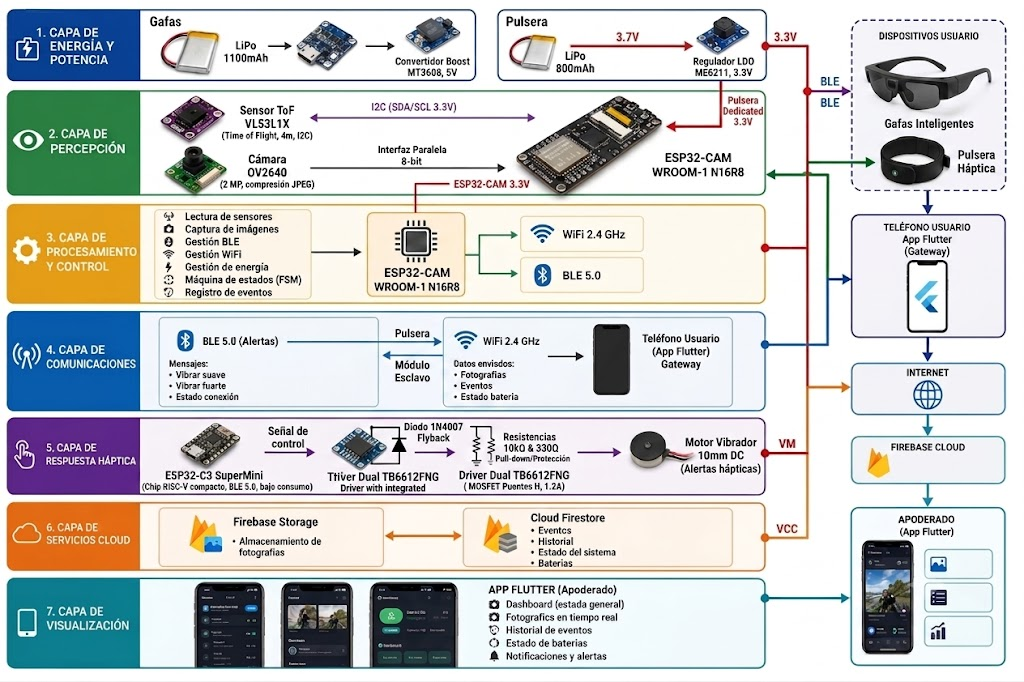 1. CAPA DE
ENERGÍA Y
POTENCIA
Gafas
LiPo
1100mAh
Convertidor Boost
MT3608, 5V
Pulsera
3.7V
LiPo
800mAh
Regulador LDO
ME6211, 3.3V
3.3V
Pulsera
Dedicated
3.3V
2. CAPA DE
PERCEPCIÓN
Sensor ToF
VLS3L1X
(Time of Flight, 4m, I2C)
I2C (SDA/SCL 3.3V)
Cámara
OV2640
(2 MP, compresión JPEG)
Interfaz Paralela
8-bit
ESP32-CAM
WROOM-1 N16R8
ESP32-CAM 3.3V
3. CAPA DE
PROCESAMIENTO
Y CONTROL
Lectura de sensores
Captura de imágenes
Gestión BLE
Gestión WiFi
Gestión de energía
Máquina de estados (FSM)
Registro de eventos
ESP32-CAM
WROOM-1 N16R8
WiFi 2.4 GHz
BLE 5.0
4. CAPA DE
COMUNICACIONES
BLE 5.0 (Alertas)
Mensajes:
• Vibrar suave
• Vibrar fuarte
• Estado conexión
Pulsera
Módulo
Esclavo
WiFi 2.4 GHz
Datos envisdos:
• Fotografías
• Eventos
• Estado bateria
Teléfono Usuario
(App Flutter)
Gateway
5. CAPA DE
RESPUESTA HÁPTICA
ESP32-C3 SuperMini
(Chip RISC-V compacto, BLE 5.0, bajo consumo)
Señal de
control
Thiver Dual TB6612FNG
Driver with integrated
Diodo 1N4007
Flyback
Resistencias
10kΩ & 330Ω
Pull-down/Protección
Driver Dual TB6612FNG
(MOSFET Puentes H, 1.2A)
Motor Vibrador
10mm DC
(Alertas hápticas)
VM
6. CAPA DE
SERVICIOS CLOUD
Firebase Storage
• Almacenamiento de
fotografias
Cloud Firestore
• Eventos
• Historial
• Estado del sistema
• Baterias
VCC
7. CAPA DE
VISUALIZACIÓN
APP FLUTTER (Apoderado)
Dashboard (estada general)
Fotografics en tiempo real
Historial de eventos
Estado de baterias
Notificaciones y alertas
DISPOSITIVOS USUARIO
BLE
BLE
Gafas Inteligentes
Pulsera
Háptica
TELÉFONO USUARIO
App Flutter
(Gateway)
INTERNET
FIREBASE CLOUD
APODERADO
(App Flutter)